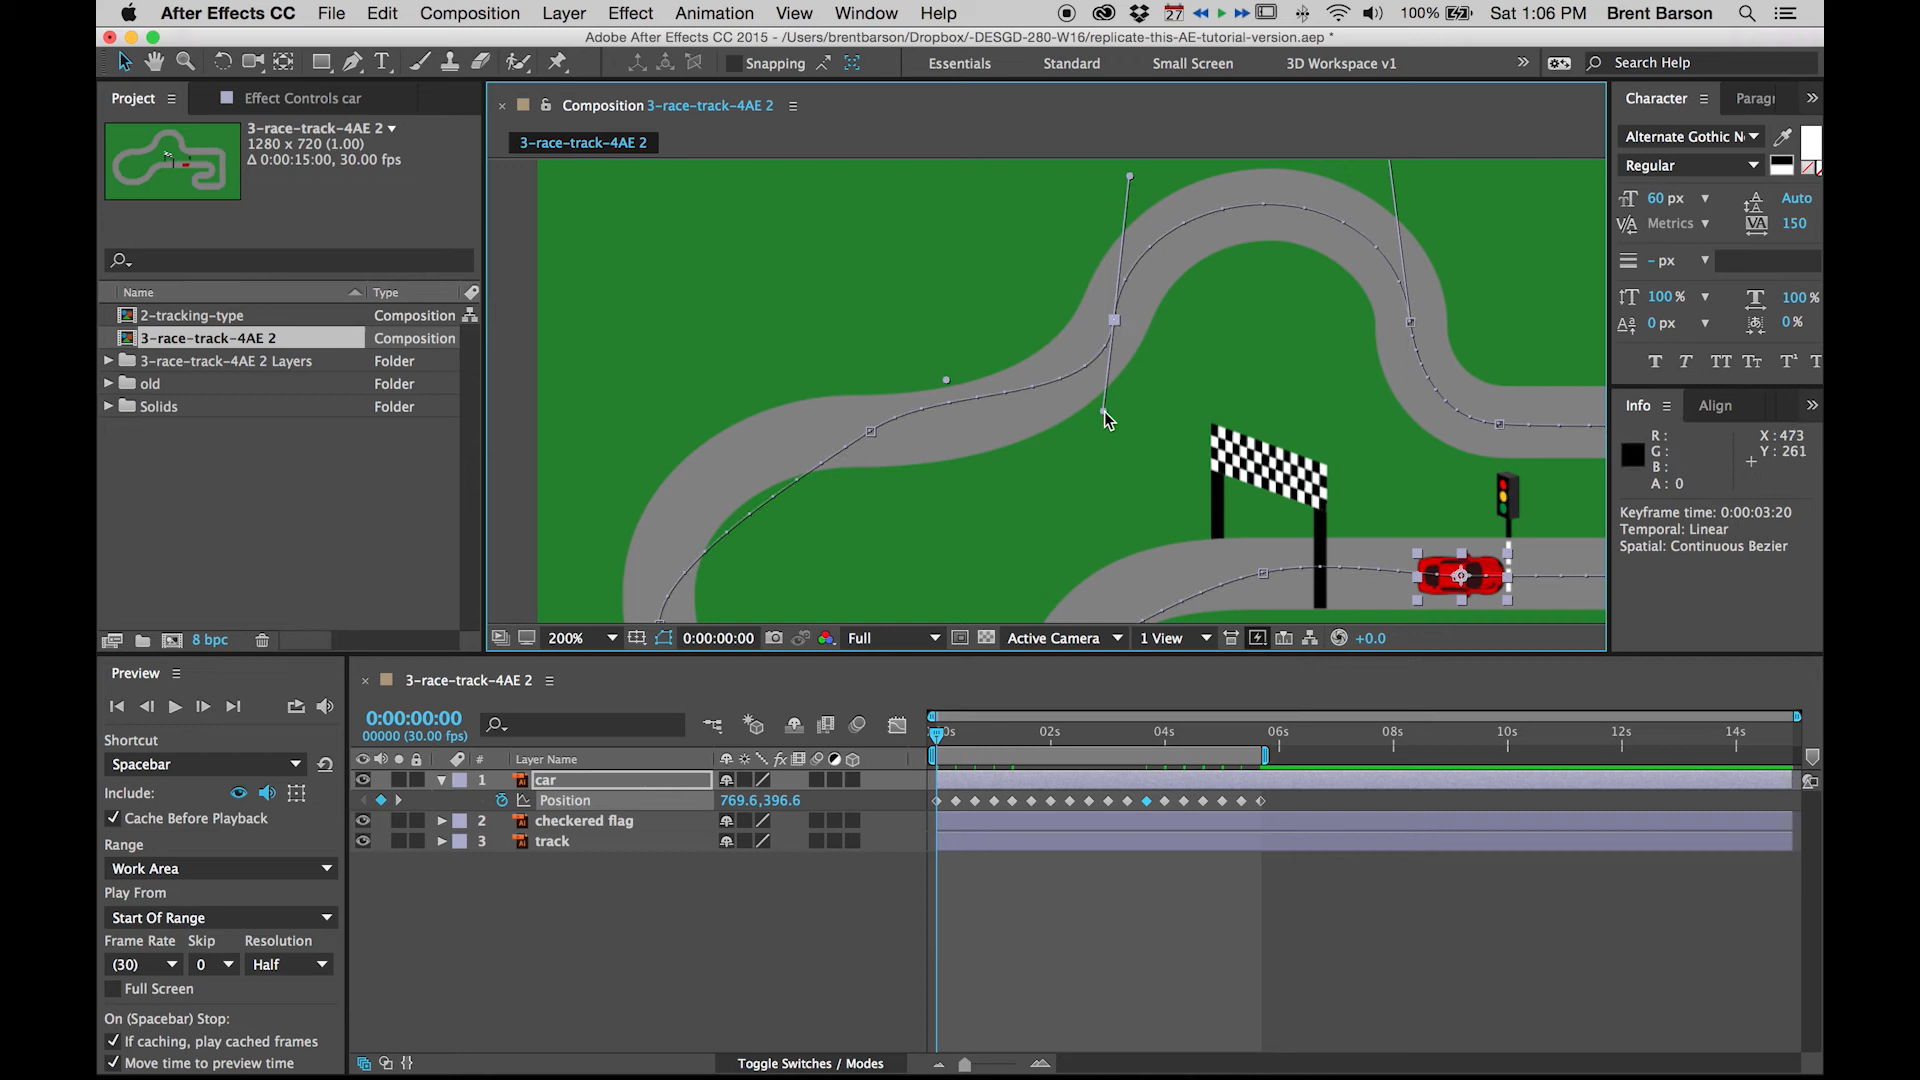 After Effects CC File Edit Composition Layer Effect Animation View Window Help 27 100% Sat 1:06 PM Brent Barson
Adobe After Effects CC 2015 - /Users/brentbarson/Dropbox/-DESGD-280-W16/replicate-this-AE-tutorial-version.aep *
Snapping Essentials Standard Small Screen 3D Workspace v1 Search Help
Project Effect Controls car
3-race-track-4AE 2
1280 x 720 (1.00)
Δ 0:00:15:00, 30.00 fps
Name Type
2-tracking-type Composition
3-race-track-4AE 2 Composition
3-race-track-4AE 2 Layers Folder
old Folder
Solids Folder
8 bpc
Composition 3-race-track-4AE 2
3-race-track-4AE 2
200% 0:00:00:00 Full Active Camera 1 View +0.0
Character Paragr
Alternate Gothic N
Regular
60 px Auto
Metrics 150
- px
100% 100%
0 px 0%
T T TT Tt T¹ T
Info Align
R: X: 473
G: Y: 261
B:
A: 0
Keyframe time: 0:00:03:20
Temporal: Linear
Spatial: Continuous Bezier
Preview
Shortcut
Spacebar
Include:
Cache Before Playback
Range
Work Area
Play From
Start Of Range
Frame Rate Skip Resolution
(30) 0 Half
Full Screen
On (Spacebar) Stop:
If caching, play cached frames
Move time to preview time
3-race-track-4AE 2
0:00:00:00
00000 (30.00 fps)
02s 04s 06s 08s 10s 12s 14s
# Layer Name
1 car
Position 769.6,396.6
2 checkered flag
3 track
Toggle Switches / Modes